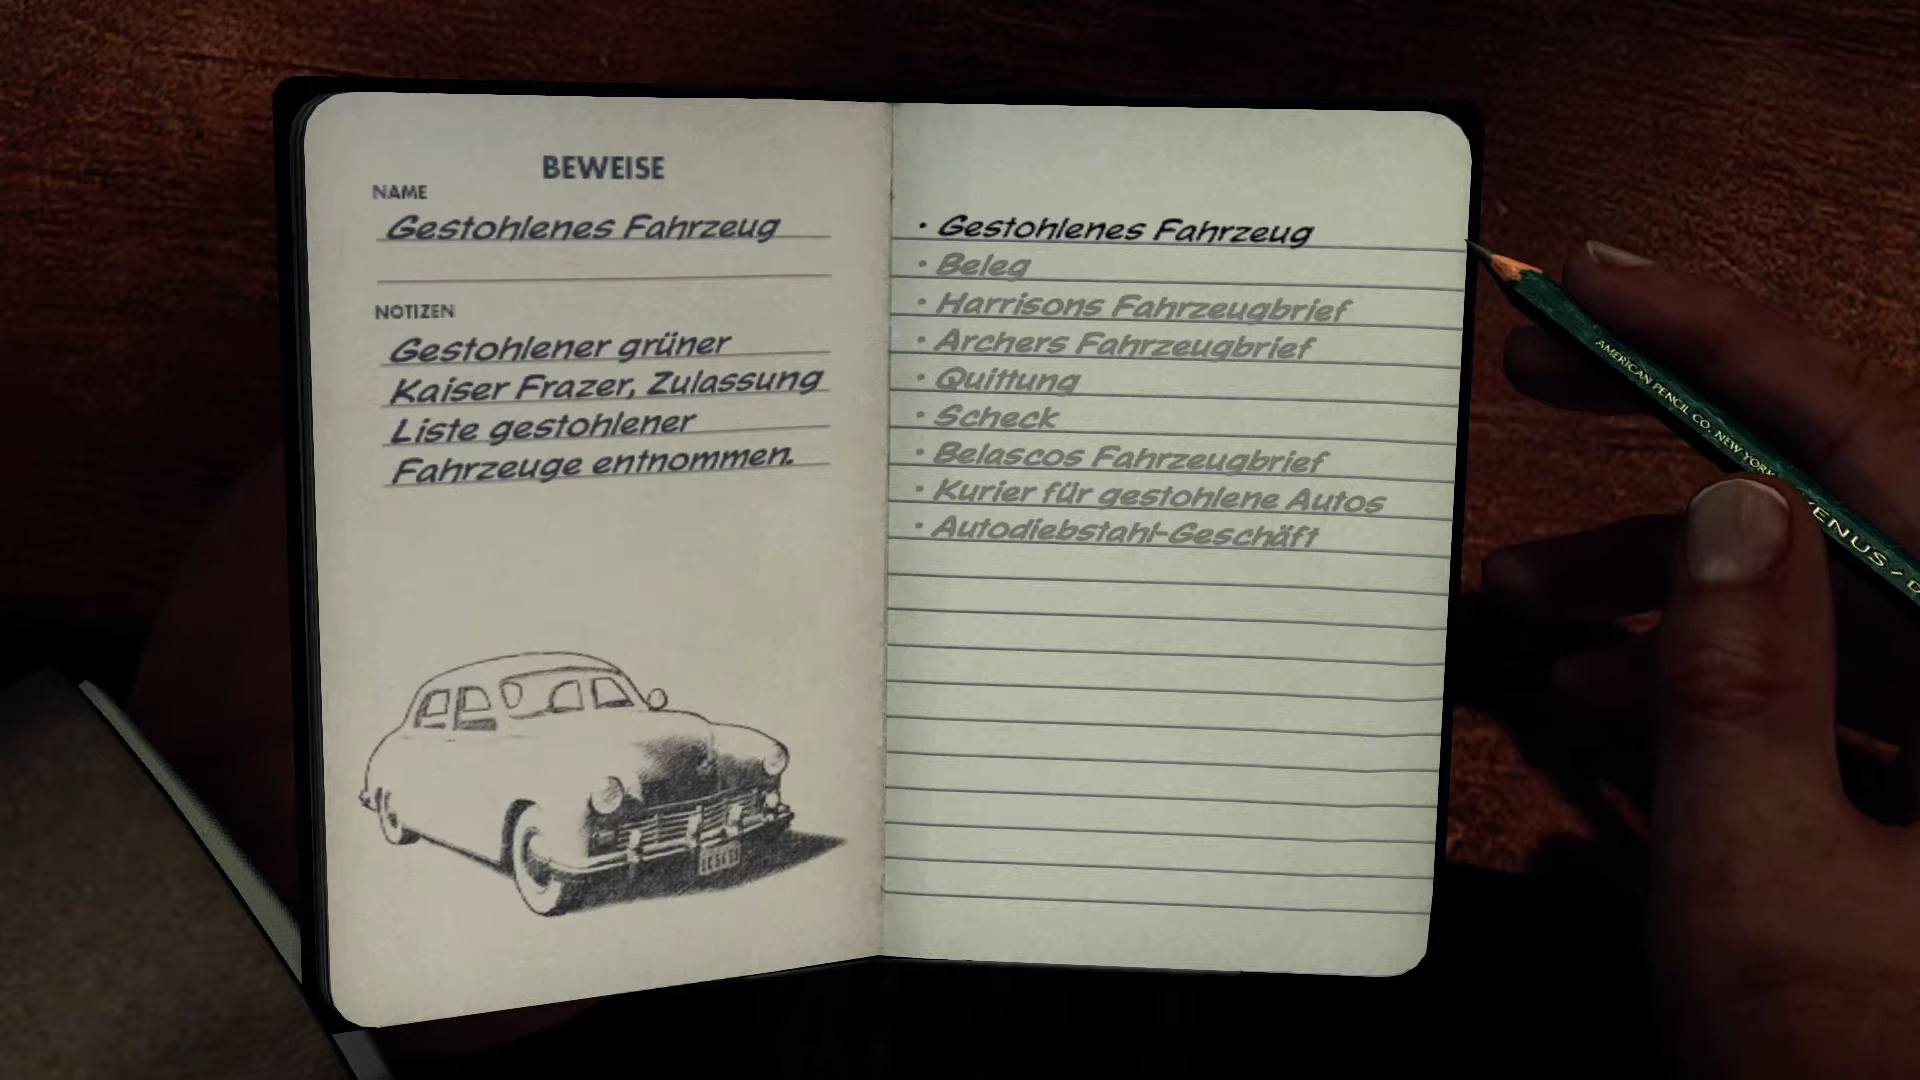 BEWEISE
NAME
Gestohlenes Fahrzeug
NOTIZEN
Gestohlener grüner
Kaiser Frazer, Zulassung
Liste gestohlener
Fahrzeuge entnommen.
• Gestohlenes Fahrzeug
• Beleg
• Harrisons Fahrzeugbrief
• Archers Fahrzeugbrief
• Quittung
• Scheck
• Belascos Fahrzeugbrief
• Kurier für gestohlene Autos
• Autodiebstahl-Geschäft
AMERICAN PENCIL CO. NEW YORK